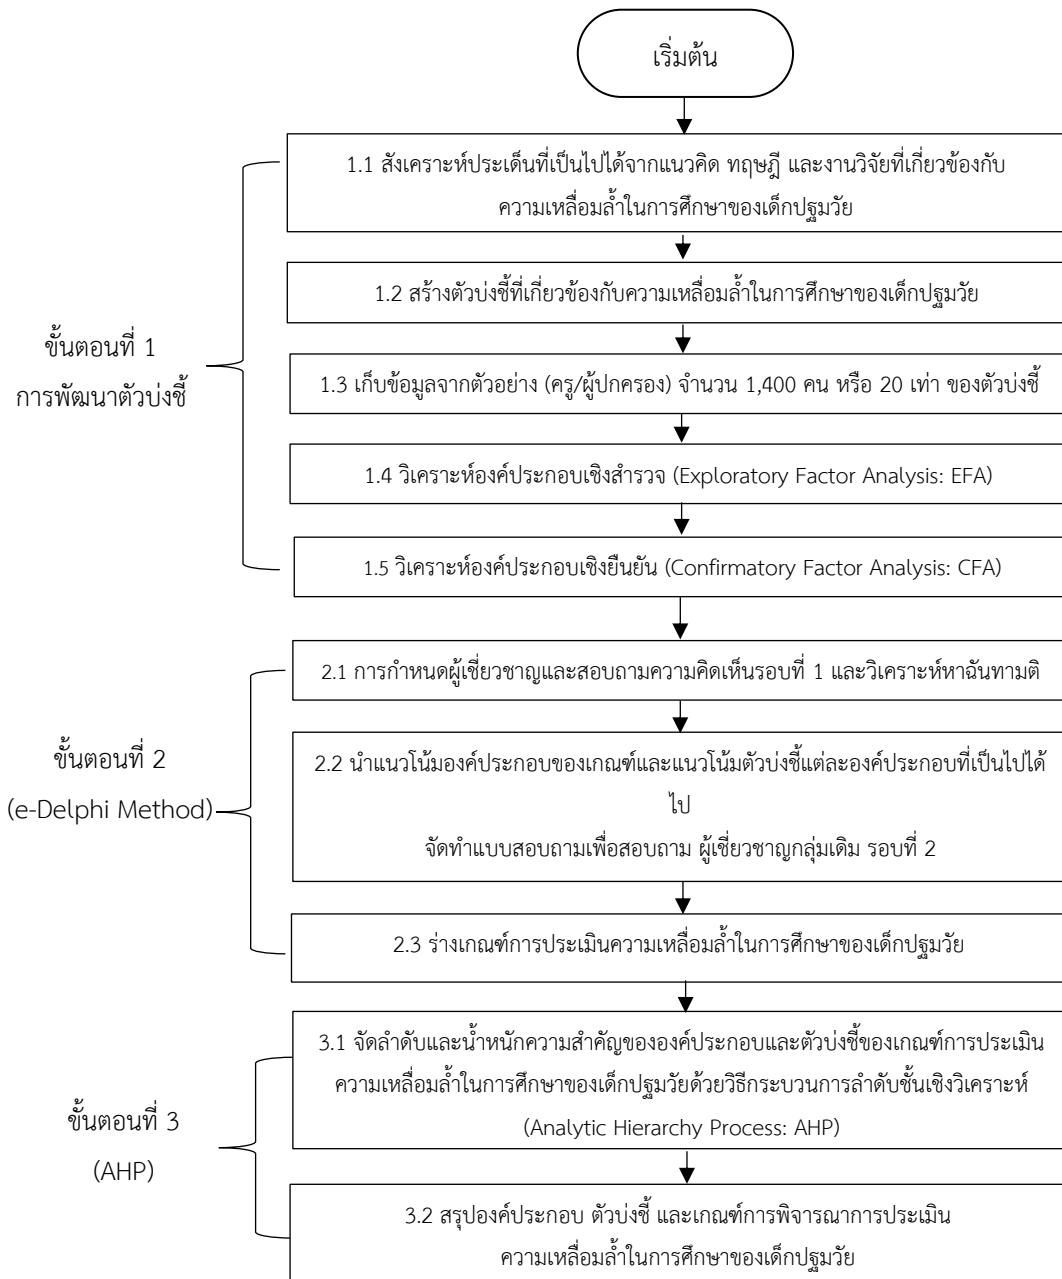 เริ่มต้น
1.1 สังเคราะห์ประเด็นที่เป็นไปได้จากแนวคิด ทฤษฎี และงานวิจัยที่เกี่ยวข้องกับ
ความเหลื่อมล้ำในการศึกษาของเด็กปฐมวัย
1.2 สร้างตัวบ่งชี้ที่เกี่ยวข้องกับความเหลื่อมล้ำในการศึกษาของเด็กปฐมวัย
ขั้นตอนที่ 1
การพัฒนาตัวบ่งชี้
1.3 เก็บข้อมูลจากตัวอย่าง (ครู/ผู้ปกครอง) จำนวน 1,400 คน หรือ 20 เท่า ของตัวบ่งชี้
1.4 วิเคราะห์องค์ประกอบเชิงสำรวจ (Exploratory Factor Analysis: EFA)
1.5 วิเคราะห์องค์ประกอบเชิงยืนยัน (Confirmatory Factor Analysis: CFA)
2.1 การกำหนดผู้เชี่ยวชาญและสอบถามความคิดเห็นรอบที่ 1 และวิเคราะห์หาฉันทามติ
ขั้นตอนที่ 2
(e-Delphi Method)
2.2 นำแนวโน้มองค์ประกอบของเกณฑ์และแนวโน้มตัวบ่งชี้แต่ละองค์ประกอบที่เป็นไปได้
ไป
จัดทำแบบสอบถามเพื่อสอบถาม ผู้เชี่ยวชาญกลุ่มเดิม รอบที่ 2
2.3 ร่างเกณฑ์การประเมินความเหลื่อมล้ำในการศึกษาของเด็กปฐมวัย
3.1 จัดลำดับและน้ำหนักความสำคัญขององค์ประกอบและตัวบ่งชี้ของเกณฑ์การประเมิน
ความเหลื่อมล้ำในการศึกษาของเด็กปฐมวัยด้วยวิธีกระบวนการลำดับชั้นเชิงวิเคราะห์
(Analytic Hierarchy Process: AHP)
ขั้นตอนที่ 3
(AHP)
3.2 สรุปองค์ประกอบ ตัวบ่งชี้ และเกณฑ์การพิจารณาการประเมิน
ความเหลื่อมล้ำในการศึกษาของเด็กปฐมวัย